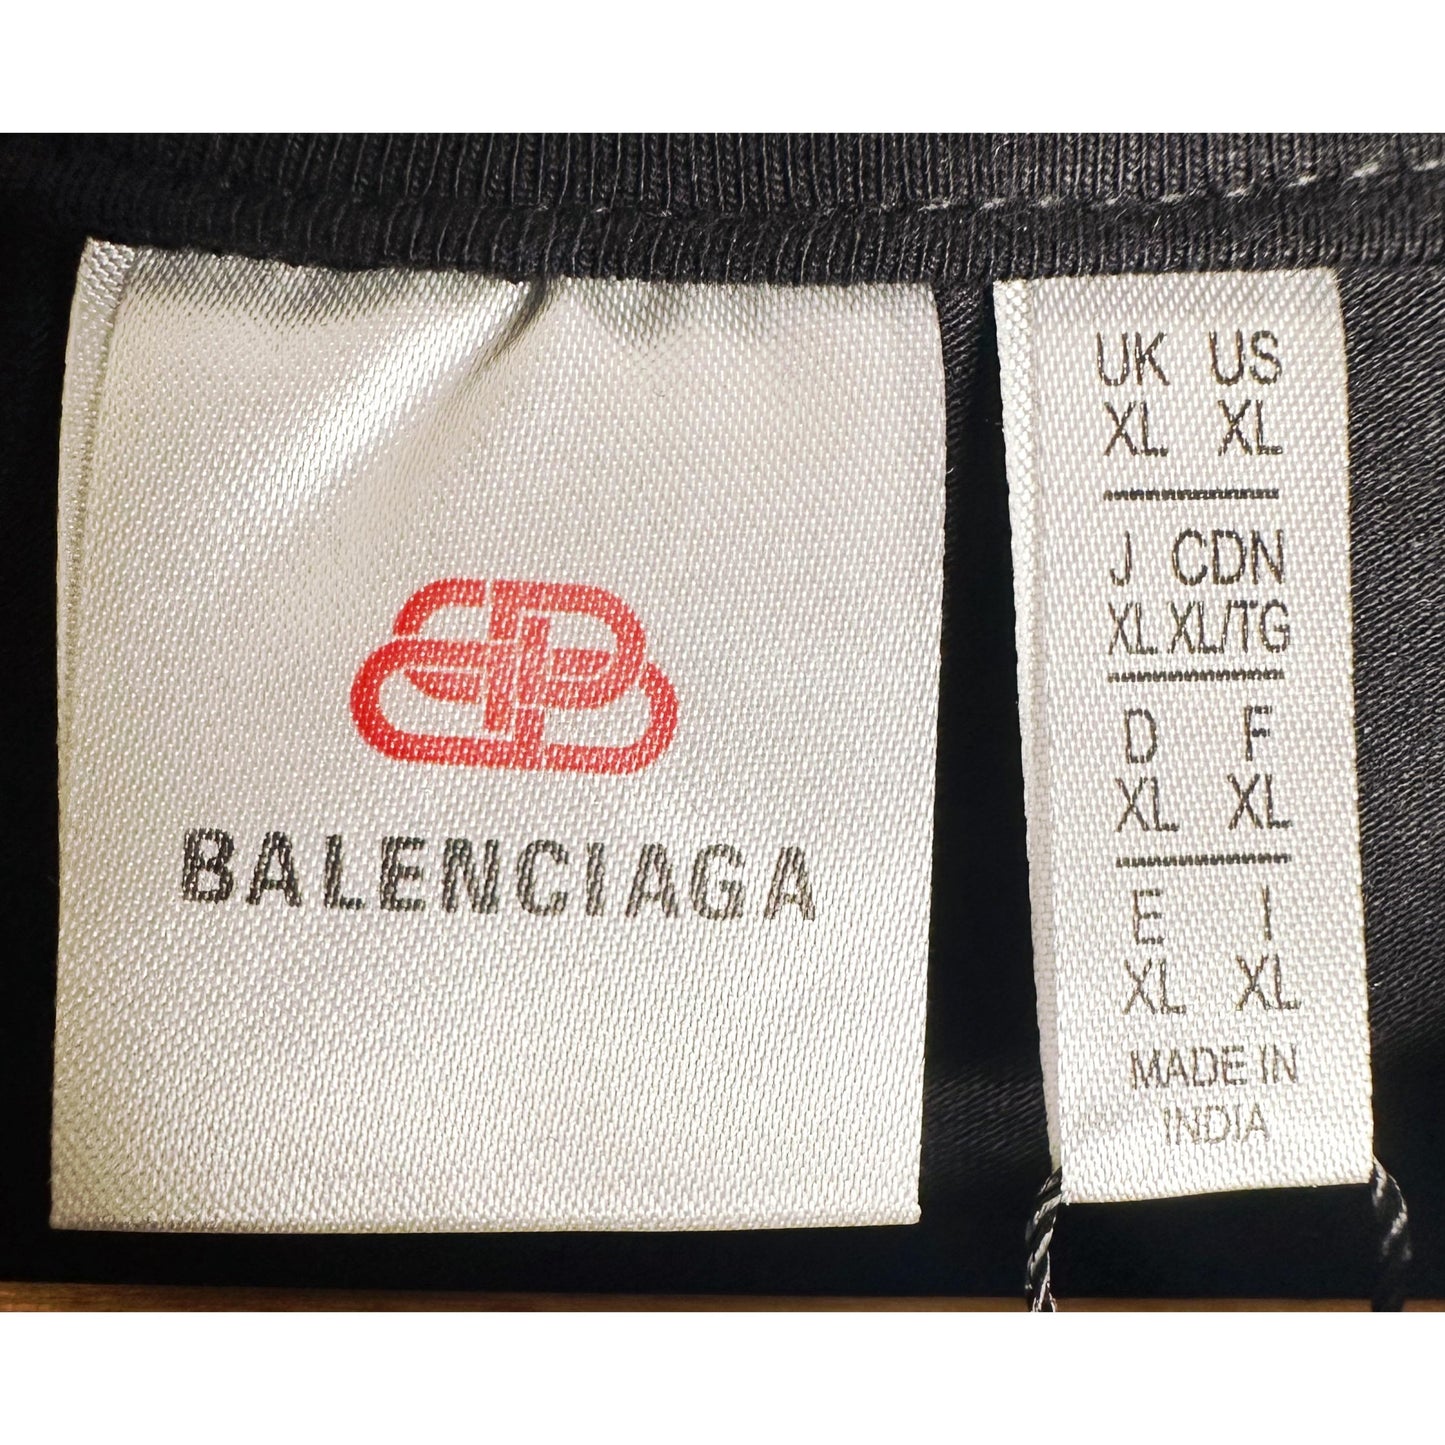 BALENCIAGA
UK US
XL XL
J CDN
XL XL/TG
D F
XL XL
E I
XL XL
MADE IN
INDIA